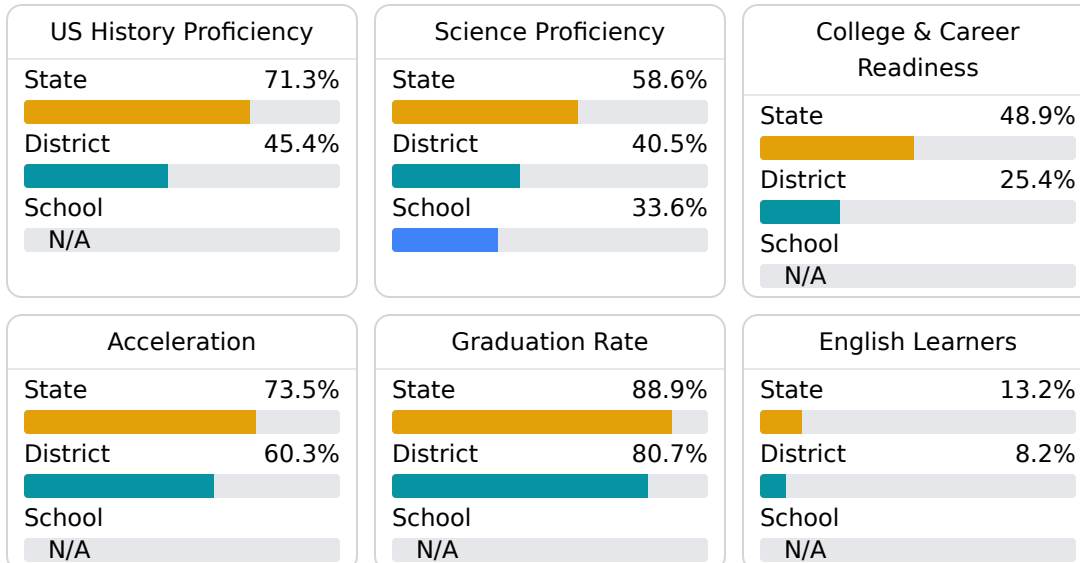 US History Proficiency
State 71.3%
District 45.4%
School
N/A
Science Proficiency
State 58.6%
District 40.5%
School 33.6%
College & Career
Readiness
State 48.9%
District 25.4%
School
N/A
Acceleration
State 73.5%
District 60.3%
School
N/A
Graduation Rate
State 88.9%
District 80.7%
School
N/A
English Learners
State 13.2%
District 8.2%
School
N/A